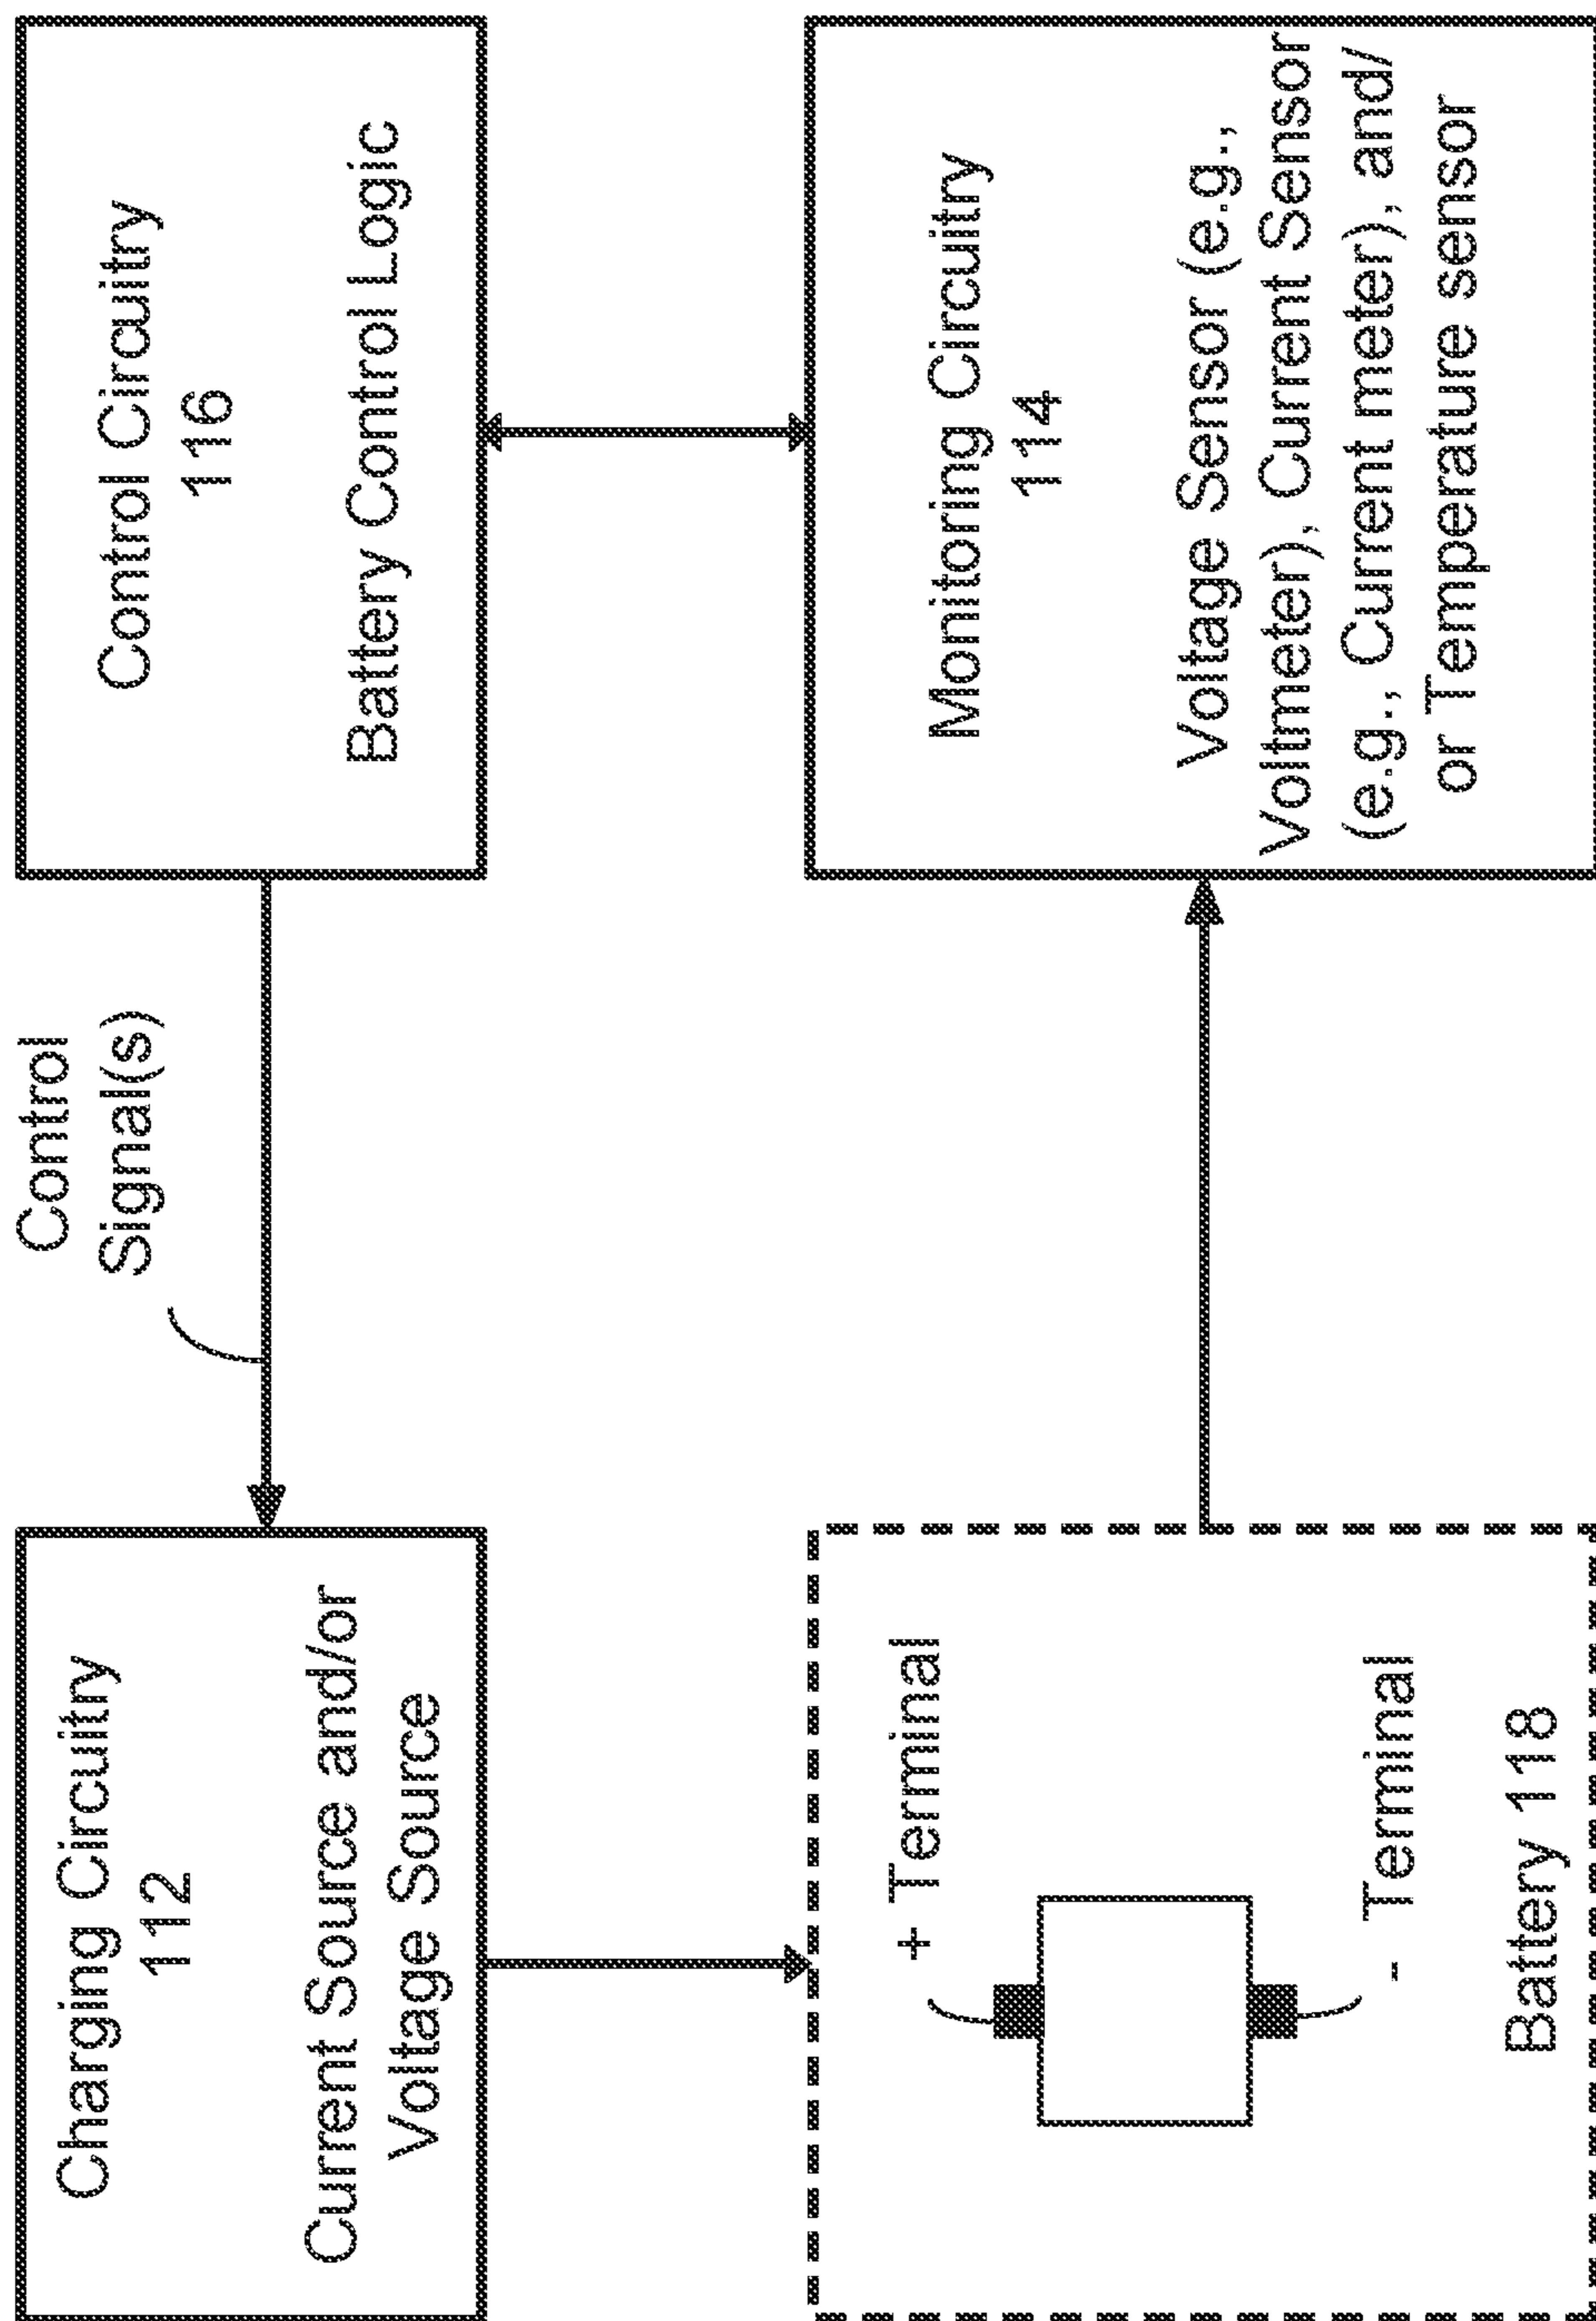 Charging Circuitry
112
Current Source and/or
Voltage Source
Control
Signal(s)
Control Circuitry
116
Battery Control Logic
+ Terminal
- Terminal
Battery 118
Monitoring Circuitry
114
Voltage Sensor (e.g.,
Voltmeter), Current Sensor
(e.g., Current meter), and/
or Temperature sensor